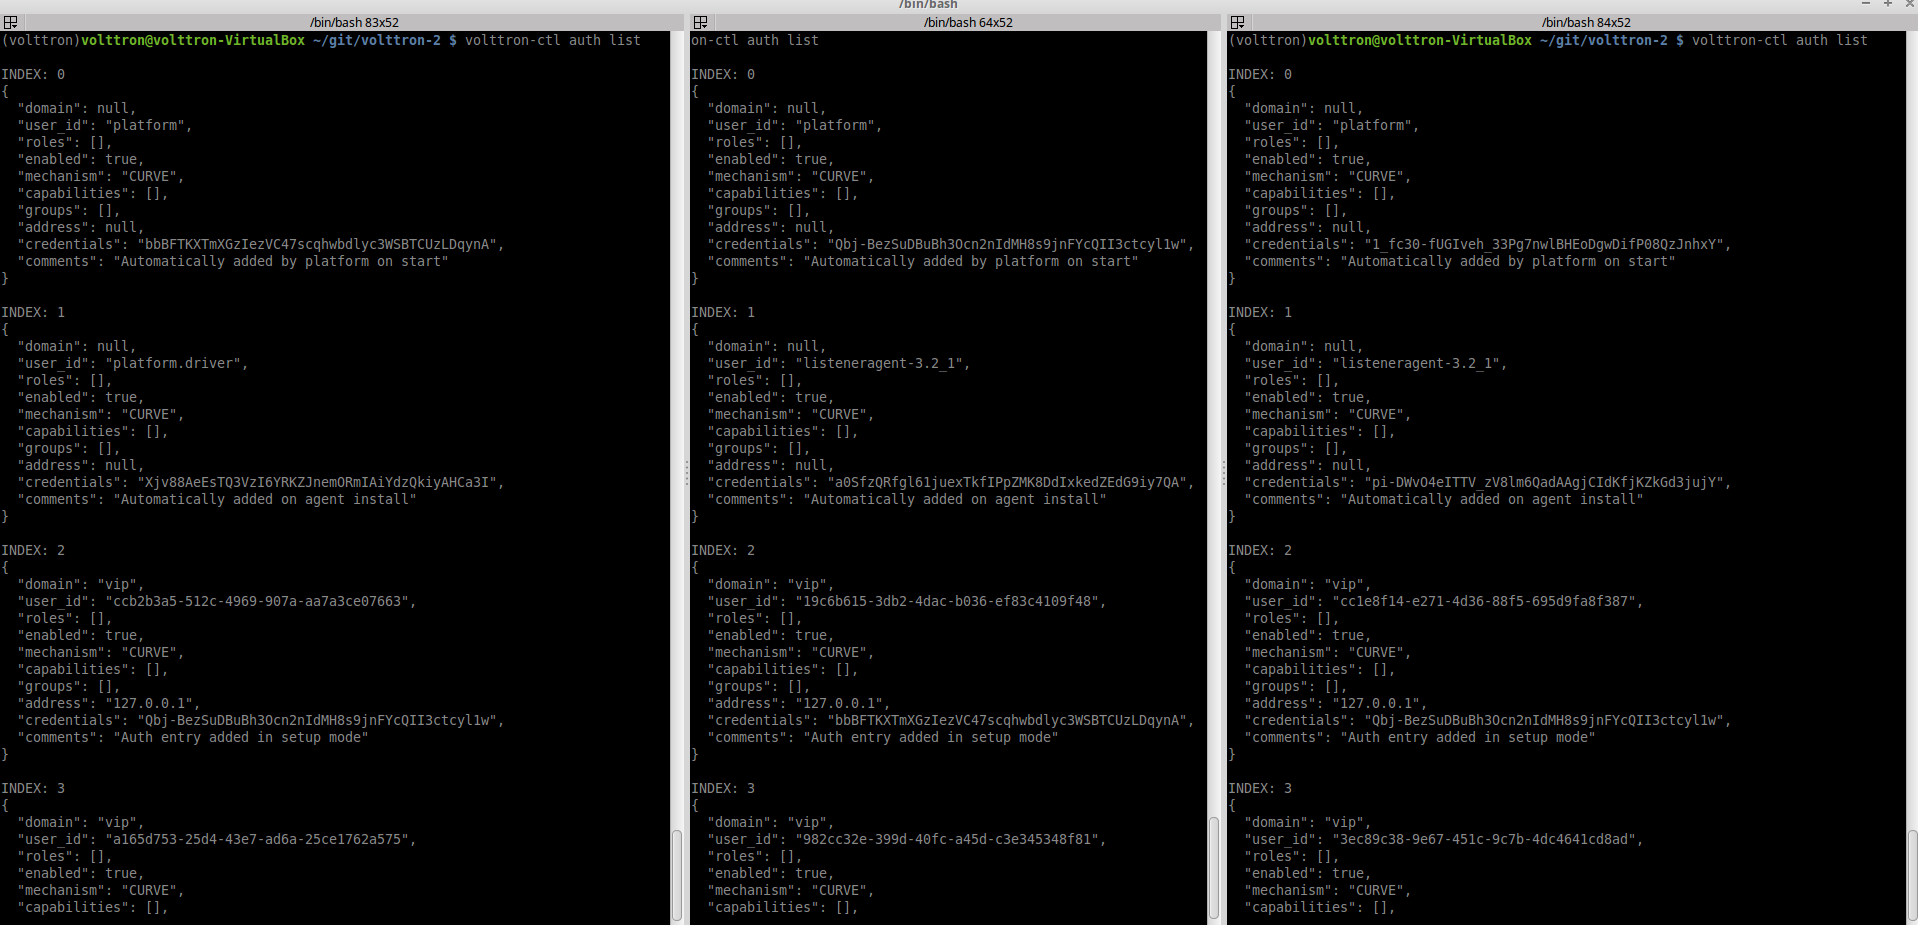 /bin/bash
/bin/bash 83x52
(volttron)volttron@volttron-VirtualBox ~/git/volttron-2 $ volttron-ctl auth list

INDEX: 0
{
  "domain": null,
  "user_id": "platform",
  "roles": [],
  "enabled": true,
  "mechanism": "CURVE",
  "capabilities": [],
  "groups": [],
  "address": null,
  "credentials": "bbBFTKXTmXGzIezVC47scqhwbdlyc3WSBTCUzLDqynA",
  "comments": "Automatically added by platform on start"
}

INDEX: 1
{
  "domain": null,
  "user_id": "platform.driver",
  "roles": [],
  "enabled": true,
  "mechanism": "CURVE",
  "capabilities": [],
  "groups": [],
  "address": null,
  "credentials": "Xjv88AeEsTQ3VzI6YRKZJnemORmIAiYdzQkiyAHCa3I",
  "comments": "Automatically added on agent install"
}

INDEX: 2
{
  "domain": "vip",
  "user_id": "ccb2b3a5-512c-4969-907a-aa7a3ce07663",
  "roles": [],
  "enabled": true,
  "mechanism": "CURVE",
  "capabilities": [],
  "groups": [],
  "address": "127.0.0.1",
  "credentials": "Qbj-BezSuDBuBh3Ocn2nIdMH8s9jnFYcQII3ctcyl1w",
  "comments": "Auth entry added in setup mode"
}

INDEX: 3
{
  "domain": "vip",
  "user_id": "a165d753-25d4-43e7-ad6a-25ce1762a575",
  "roles": [],
  "enabled": true,
  "mechanism": "CURVE",
  "capabilities": [],
/bin/bash 64x52
on-ctl auth list

INDEX: 0
{
  "domain": null,
  "user_id": "platform",
  "roles": [],
  "enabled": true,
  "mechanism": "CURVE",
  "capabilities": [],
  "groups": [],
  "address": null,
  "credentials": "Qbj-BezSuDBuBh3Ocn2nIdMH8s9jnFYcQII3ctcyl1w",
  "comments": "Automatically added by platform on start"
}

INDEX: 1
{
  "domain": null,
  "user_id": "listeneragent-3.2_1",
  "roles": [],
  "enabled": true,
  "mechanism": "CURVE",
  "capabilities": [],
  "groups": [],
  "address": null,
  "credentials": "a0SfzQRfgl61juexTkfIPpZMK8DdIxkedZEdG9iy7QA",
  "comments": "Automatically added on agent install"
}

INDEX: 2
{
  "domain": "vip",
  "user_id": "19c6b615-3db2-4dac-b036-ef83c4109f48",
  "roles": [],
  "enabled": true,
  "mechanism": "CURVE",
  "capabilities": [],
  "groups": [],
  "address": "127.0.0.1",
  "credentials": "bbBFTKXTmXGzIezVC47scqhwbdlyc3WSBTCUzLDqynA",
  "comments": "Auth entry added in setup mode"
}

INDEX: 3
{
  "domain": "vip",
  "user_id": "982cc32e-399d-40fc-a45d-c3e345348f81",
  "roles": [],
  "enabled": true,
  "mechanism": "CURVE",
  "capabilities": [],
/bin/bash 84x52
(volttron)volttron@volttron-VirtualBox ~/git/volttron-2 $ volttron-ctl auth list

INDEX: 0
{
  "domain": null,
  "user_id": "platform",
  "roles": [],
  "enabled": true,
  "mechanism": "CURVE",
  "capabilities": [],
  "groups": [],
  "address": null,
  "credentials": "1_fc30-fUGIveh_33Pg7nwlBHEoDgwDifP08QzJnhxY",
  "comments": "Automatically added by platform on start"
}

INDEX: 1
{
  "domain": null,
  "user_id": "listeneragent-3.2_1",
  "roles": [],
  "enabled": true,
  "mechanism": "CURVE",
  "capabilities": [],
  "groups": [],
  "address": null,
  "credentials": "pi-DWvO4eITTV_zV8lm6QadAAgjCIdKfjKZkGd3jujY",
  "comments": "Automatically added on agent install"
}

INDEX: 2
{
  "domain": "vip",
  "user_id": "cc1e8f14-e271-4d36-88f5-695d9fa8f387",
  "roles": [],
  "enabled": true,
  "mechanism": "CURVE",
  "capabilities": [],
  "groups": [],
  "address": "127.0.0.1",
  "credentials": "Qbj-BezSuDBuBh3Ocn2nIdMH8s9jnFYcQII3ctcyl1w",
  "comments": "Auth entry added in setup mode"
}

INDEX: 3
{
  "domain": "vip",
  "user_id": "3ec89c38-9e67-451c-9c7b-4dc4641cd8ad",
  "roles": [],
  "enabled": true,
  "mechanism": "CURVE",
  "capabilities": [],